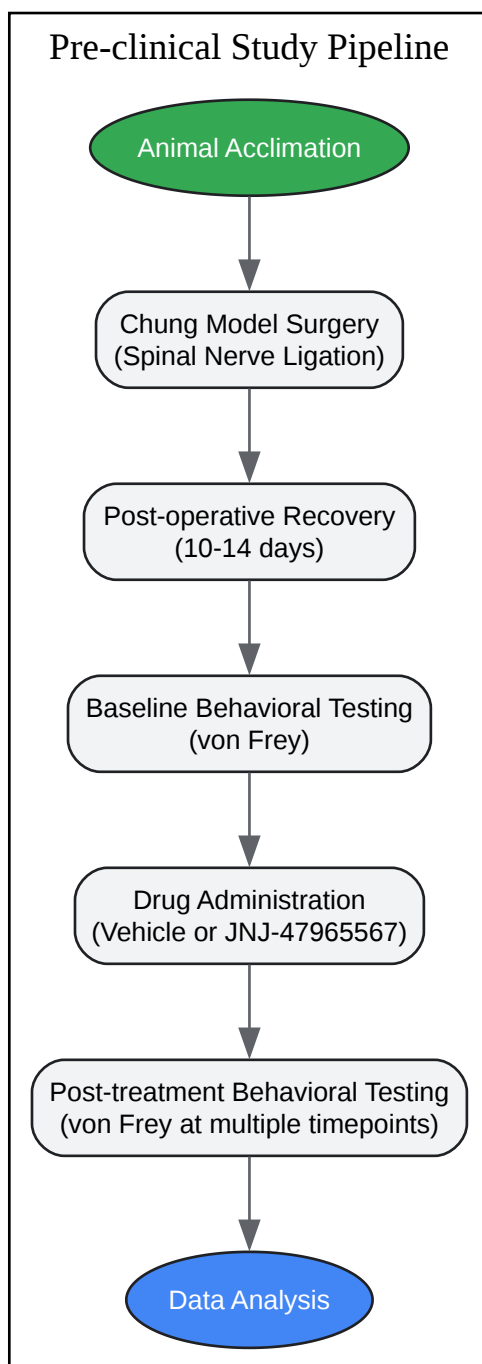 Pre-clinical Study Pipeline
Animal Acclimation
Chung Model Surgery
(Spinal Nerve Ligation)
Post-operative Recovery
(10-14 days)
Baseline Behavioral Testing
(von Frey)
Drug Administration
(Vehicle or JNJ-47965567)
Post-treatment Behavioral Testing
(von Frey at multiple timepoints)
Data Analysis